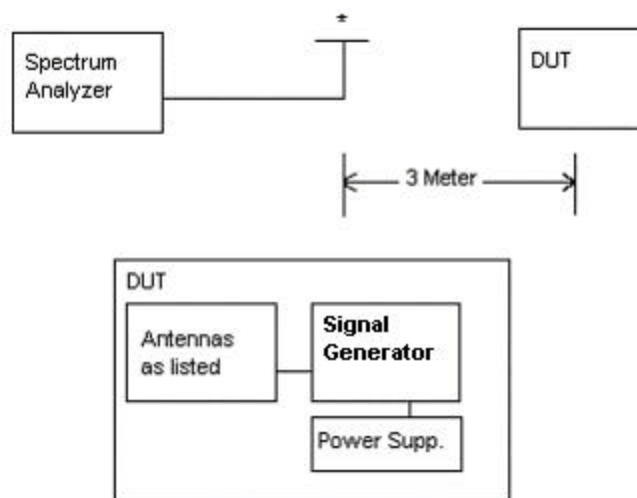 *
Spectrum
Analyzer
DUT
3 Meter
DUT
Antennas
as listed
Signal
Generator
Power Supp.